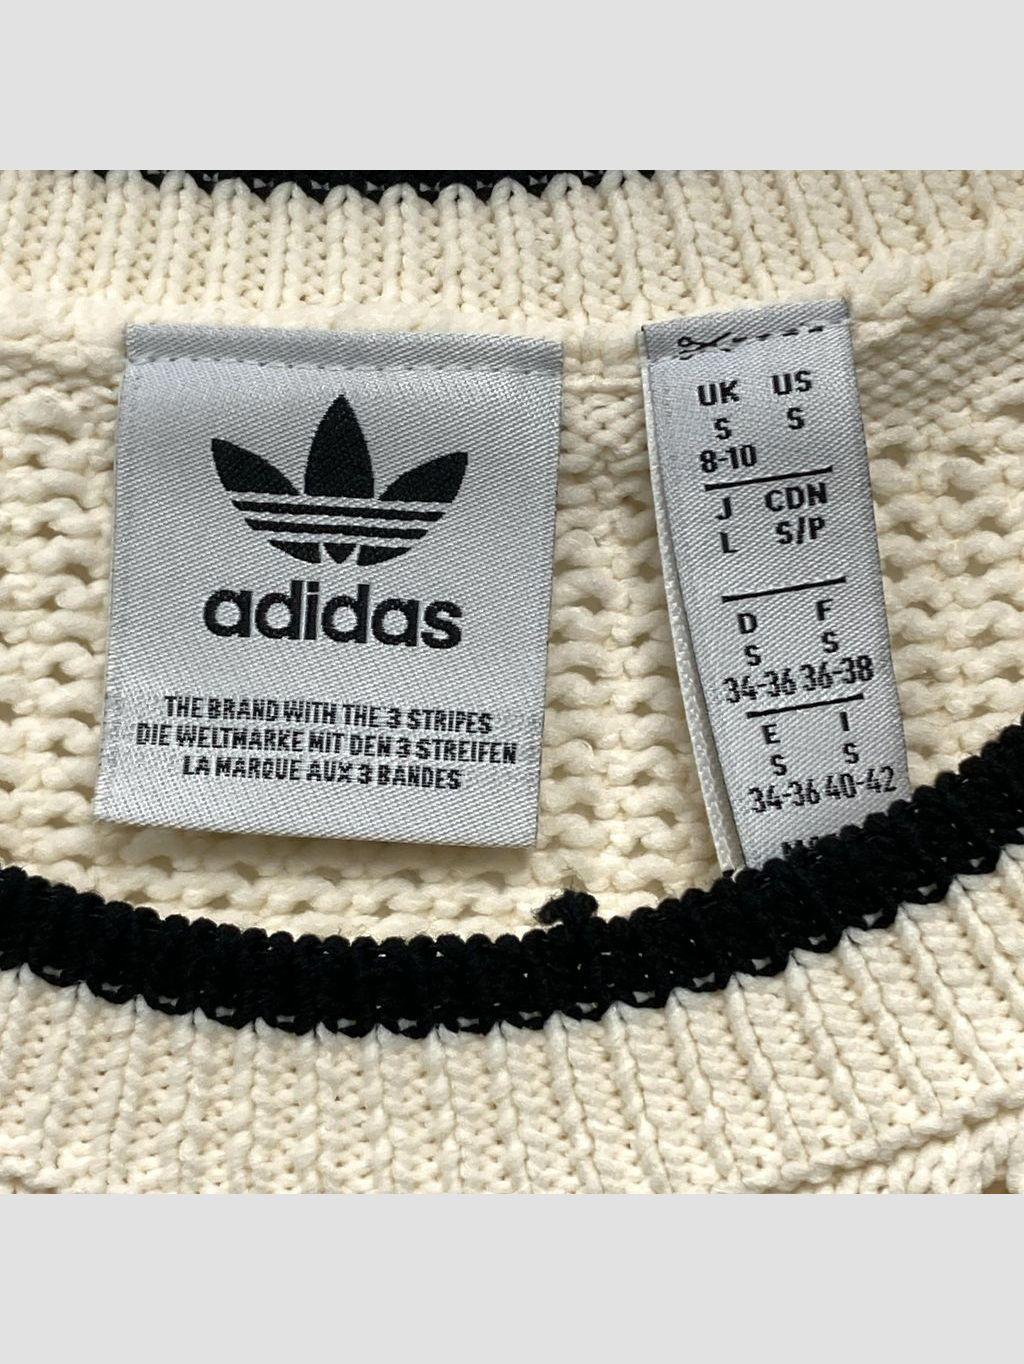 adidas
THE BRAND WITH THE 3 STRIPES
DIE WELTMARKE MIT DEN 3 STREIFEN
LA MARQUE AUX 3 BANDES
UK US
S S
8-10
J CDN
L S/P
D F
S S
34-36 36-38
E I
S S
34-36 40-42